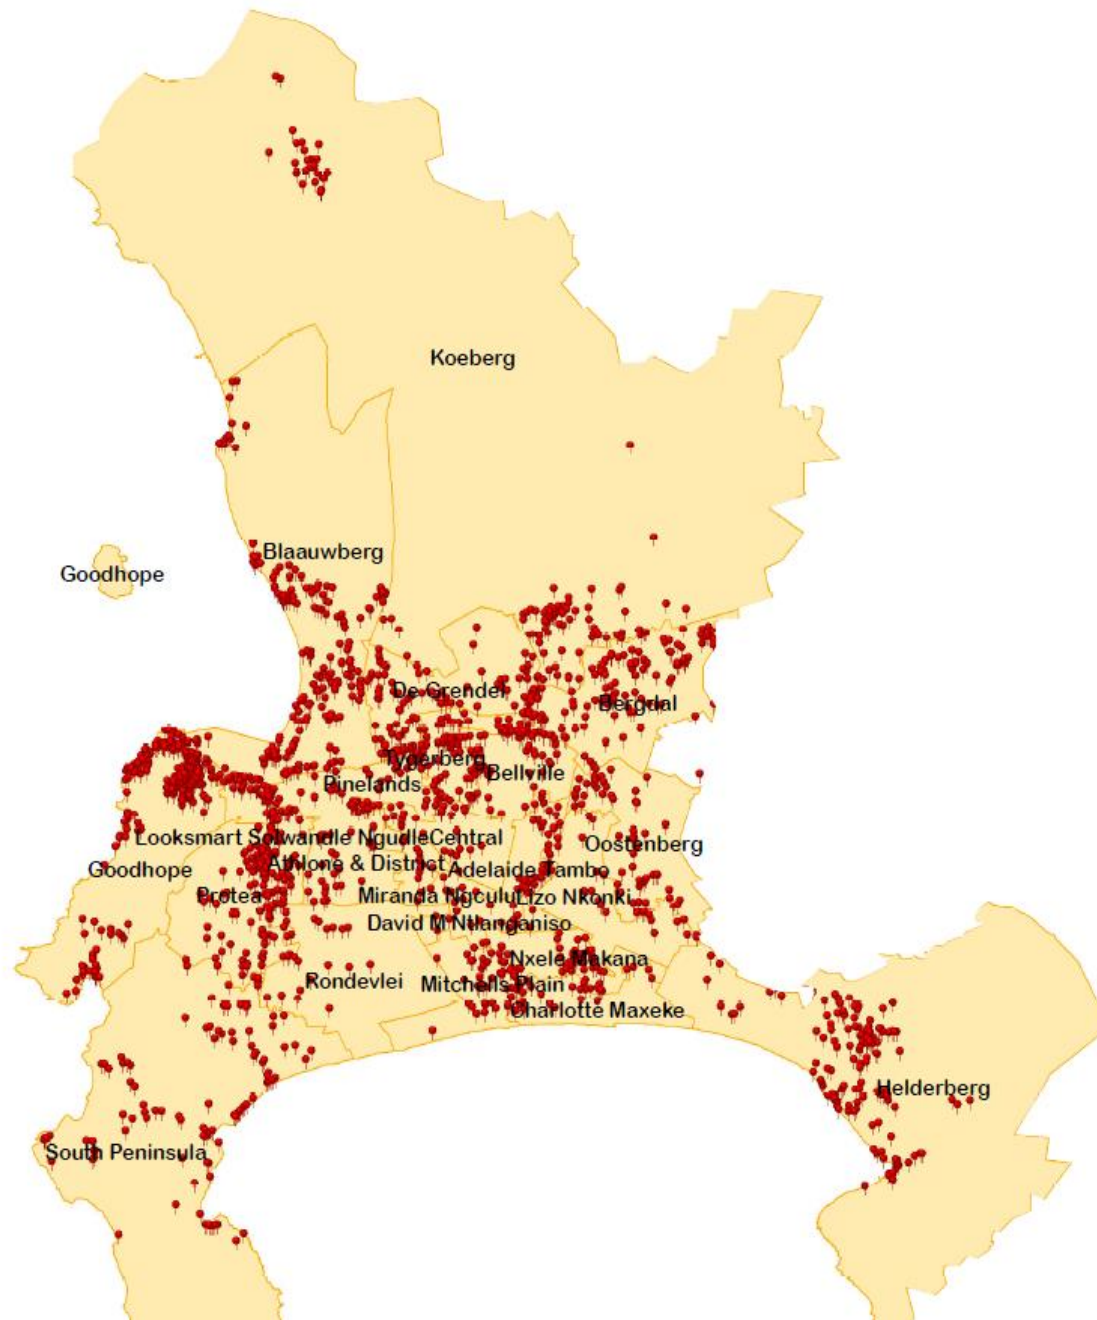 Koeberg
Blaauwberg
Goodhope
De Grendel
Bergdal
Tygerberg
Bellville
Pinelands
Looksmart Solwandle Ngudle
Central
Oostenberg
Goodhope
Athlone & District
Adelaide Tambo
Protea
Miranda Ngculu
Lizo Nkonki
David M Ntlanganiso
Nxele Makana
Rondevlei
Mitchells Plain
Charlotte Maxeke
Helderberg
South Peninsula